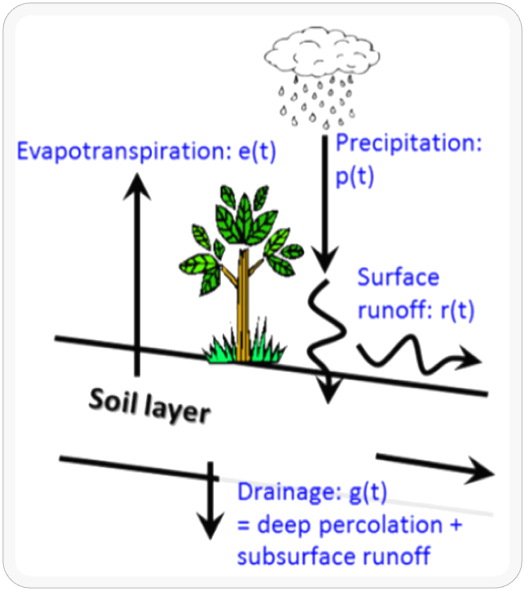 Evapotranspiration: e(t)
Precipitation:
p(t)
Surface
runoff: r(t)
Soil layer
Drainage: g(t)
= deep percolation +
subsurface runoff